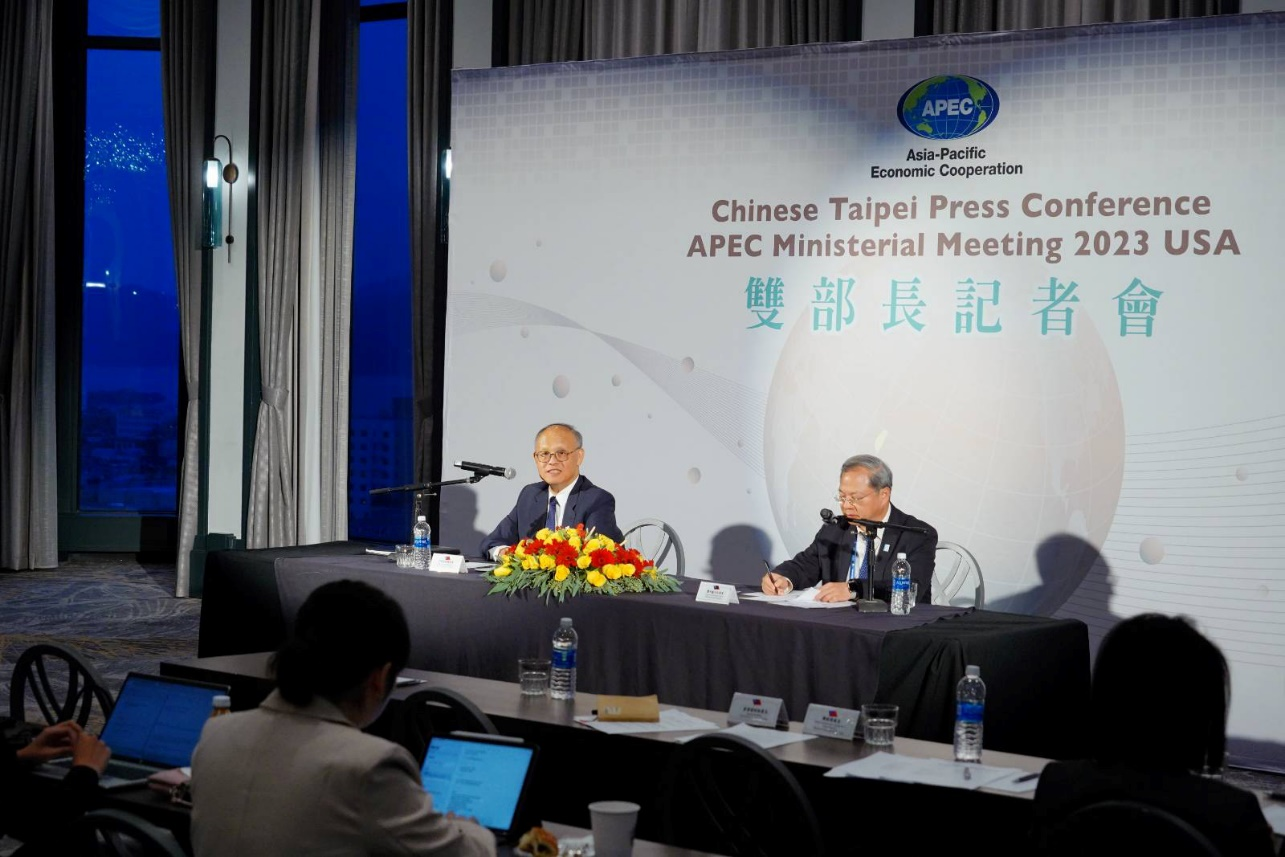 APEC
Asia-Pacific
Economic Cooperation
Chinese Taipei Press Conference
APEC Ministerial Meeting 2023 USA
雙部長記者會